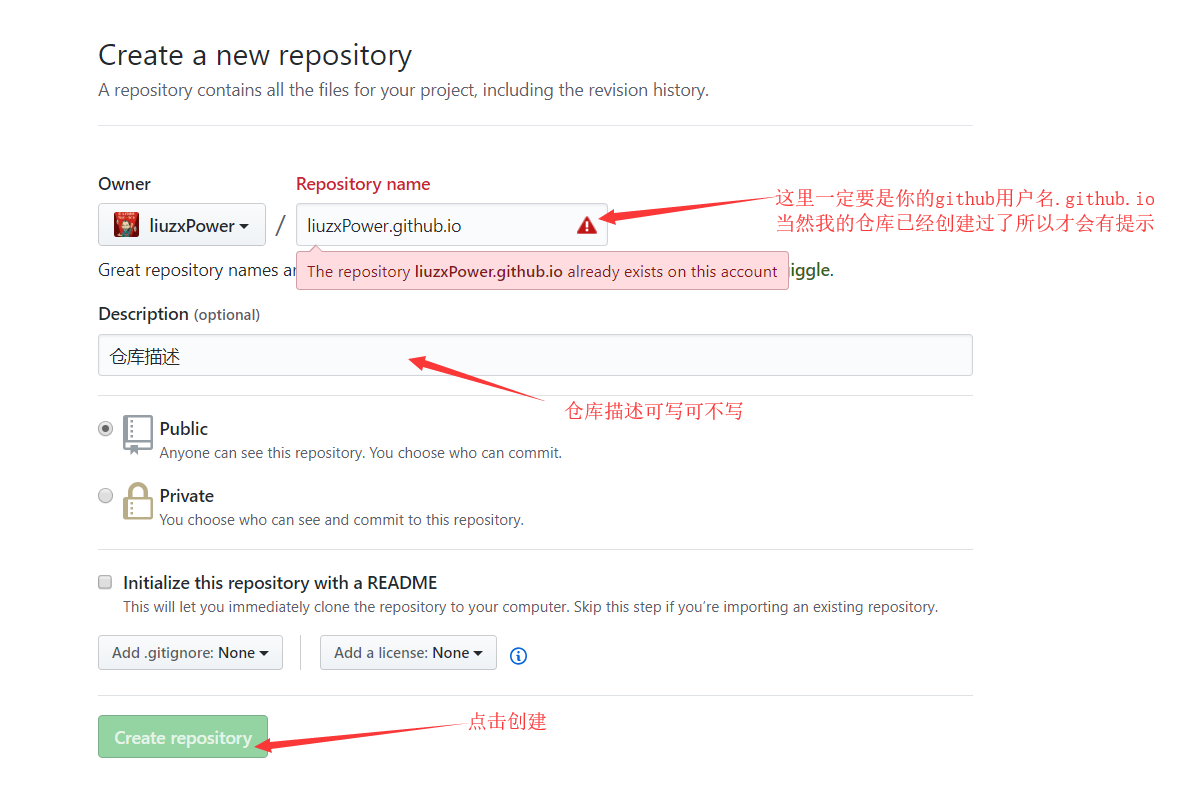 Create a new repository
A repository contains all the files for your project, including the revision history.
Owner
Repository name
liuzxPower
/
liuzxPower.github.io
这里一定要是你的github用户名.github.io
当然我的仓库已经创建过了所以才会有提示
Great repository names ar
The repository liuzxPower.github.io already exists on this account
iggle.
Description (optional)
仓库描述
仓库描述可写可不写
Public
Anyone can see this repository. You choose who can commit.
Private
You choose who can see and commit to this repository.
Initialize this repository with a README
This will let you immediately clone the repository to your computer. Skip this step if you’re importing an existing repository.
Add .gitignore: None
Add a license: None
点击创建
Create repository